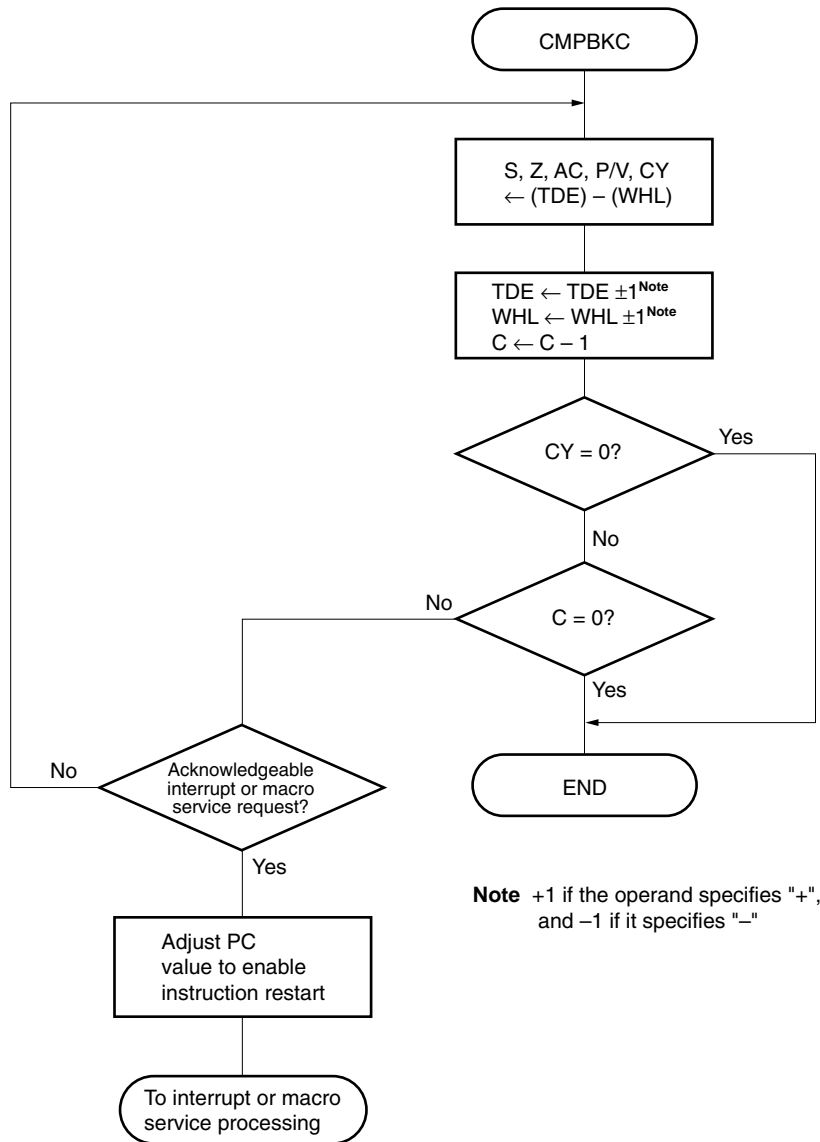 CMPBKC
S, Z, AC, P/V, CY
← (TDE) – (WHL)
TDE ← TDE ±1Note
WHL ← WHL ±1Note
C ← C – 1
CY = 0?
Yes
No
C = 0?
No
Yes
Acknowledgeable
interrupt or macro
service request?
No
Yes
END
Note +1 if the operand specifies "+",
and –1 if it specifies "–"
Adjust PC
value to enable
instruction restart
To interrupt or macro
service processing